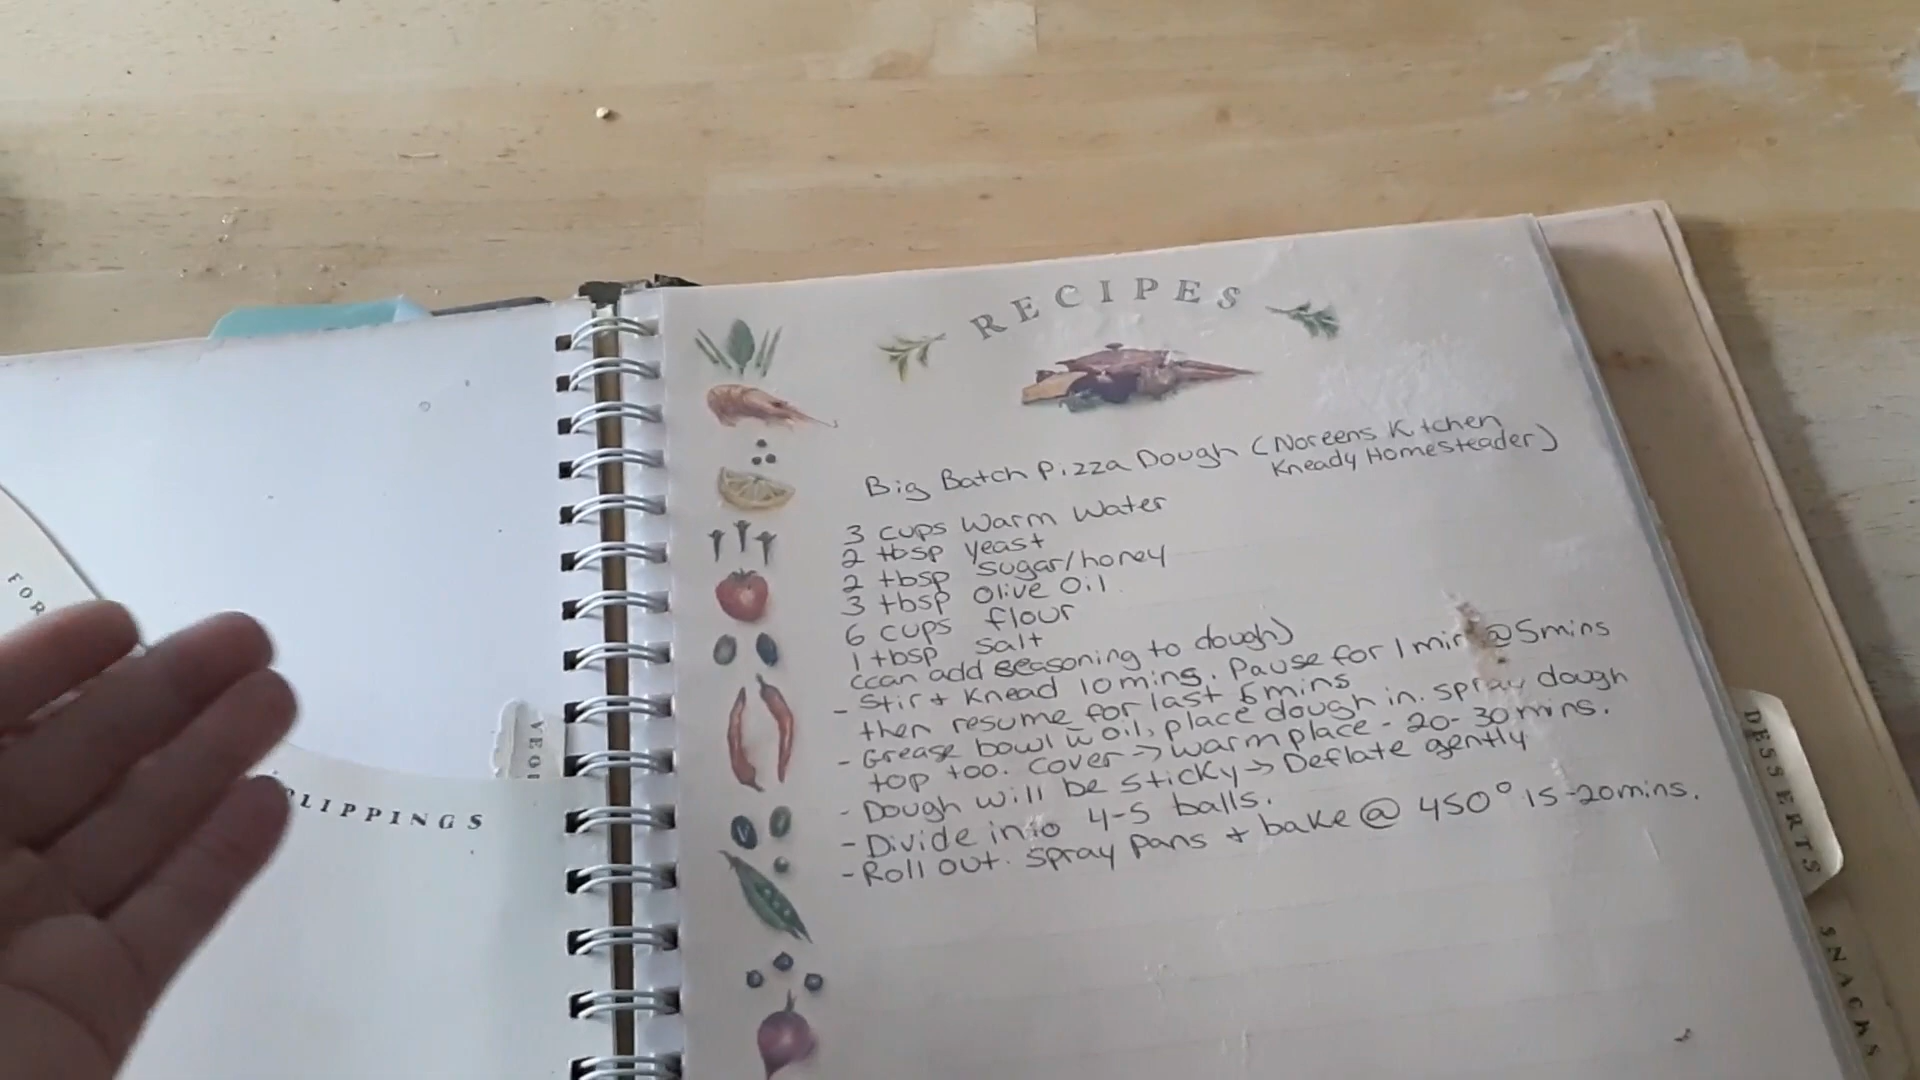 RECIPES
Big Batch Pizza Dough (Noreens Kitchen
Kneady Homesteader)
3 cups Warm Water
2 tbsp yeast
2 tbsp sugar/honey
3 tbsp Olive Oil
6 cups flour
1 tbsp salt
(can add seasoning to dough)
- Stir + Knead 10 mins. Pause for 1 min @ 5 mins
then resume for last 5 mins
- Grease bowl w̄ oil, place dough in. spray dough
top too. Cover → warm place - 20-30 mins.
- Dough will be sticky → Deflate gently
- Divide into 4-5 balls.
- Roll out. Spray pans + bake @ 450° 15-20 mins.
FOR
CLIPPINGS
DESSERTS
SNACKS